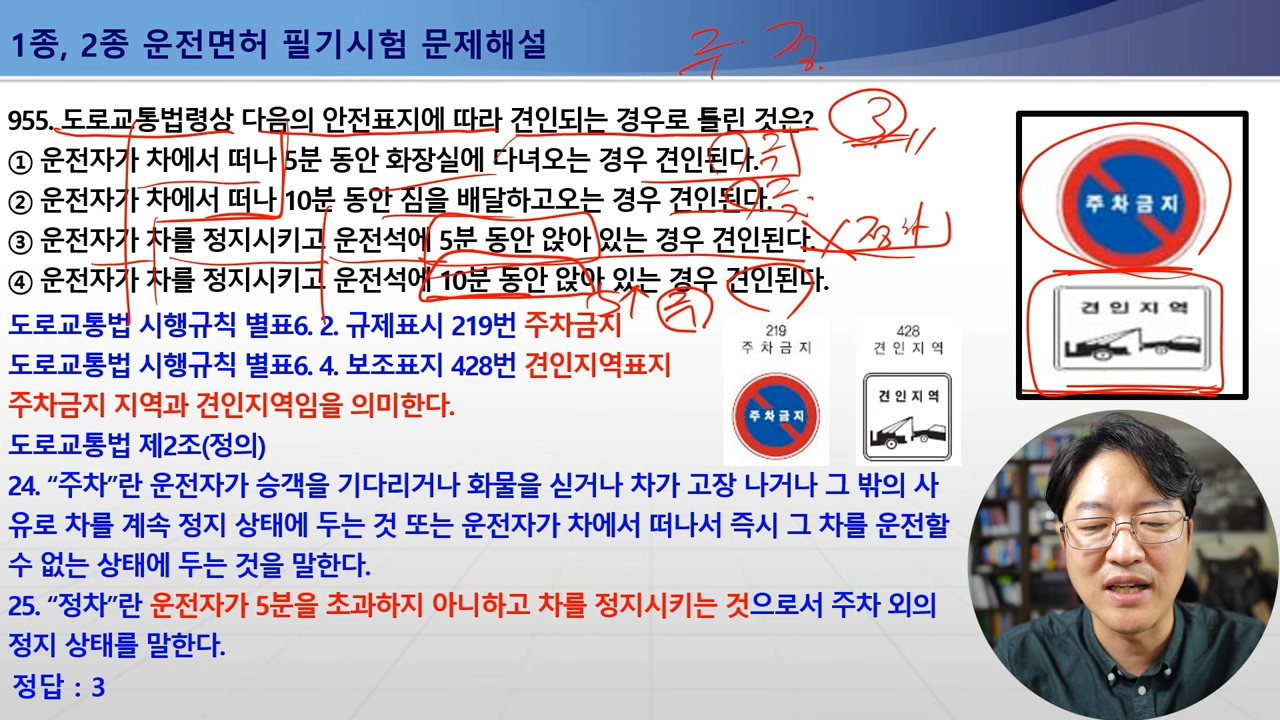 1종, 2종 운전면허 필기시험 문제해설
주. 정.
955. 도로교통법령상 다음의 안전표지에 따라 견인되는 경우로 틀린 것은?
3
① 운전자가 차에서 떠나 5분 동안 화장실에 다녀오는 경우 견인된다.
② 운전자가 차에서 떠나 10분 동안 짐을 배달하고오는 경우 견인된다.
③ 운전자가 차를 정지시키고 운전석에 5분 동안 앉아 있는 경우 견인된다.
정차
④ 운전자가 차를 정지시키고 운전석에 10분 동안 앉아 있는 경우 견인된다.
5↑
주차금지
견인지역
도로교통법 시행규칙 별표6. 2. 규제표시 219번 주차금지
도로교통법 시행규칙 별표6. 4. 보조표지 428번 견인지역표지
주차금지 지역과 견인지역임을 의미한다.
219
주차금지
주차금지
428
견인지역
견인지역
도로교통법 제2조(정의)
24. “주차”란 운전자가 승객을 기다리거나 화물을 싣거나 차가 고장 나거나 그 밖의 사
유로 차를 계속 정지 상태에 두는 것 또는 운전자가 차에서 떠나서 즉시 그 차를 운전할
수 없는 상태에 두는 것을 말한다.
25. “정차”란 운전자가 5분을 초과하지 아니하고 차를 정지시키는 것으로서 주차 외의
정지 상태를 말한다.
정답 : 3